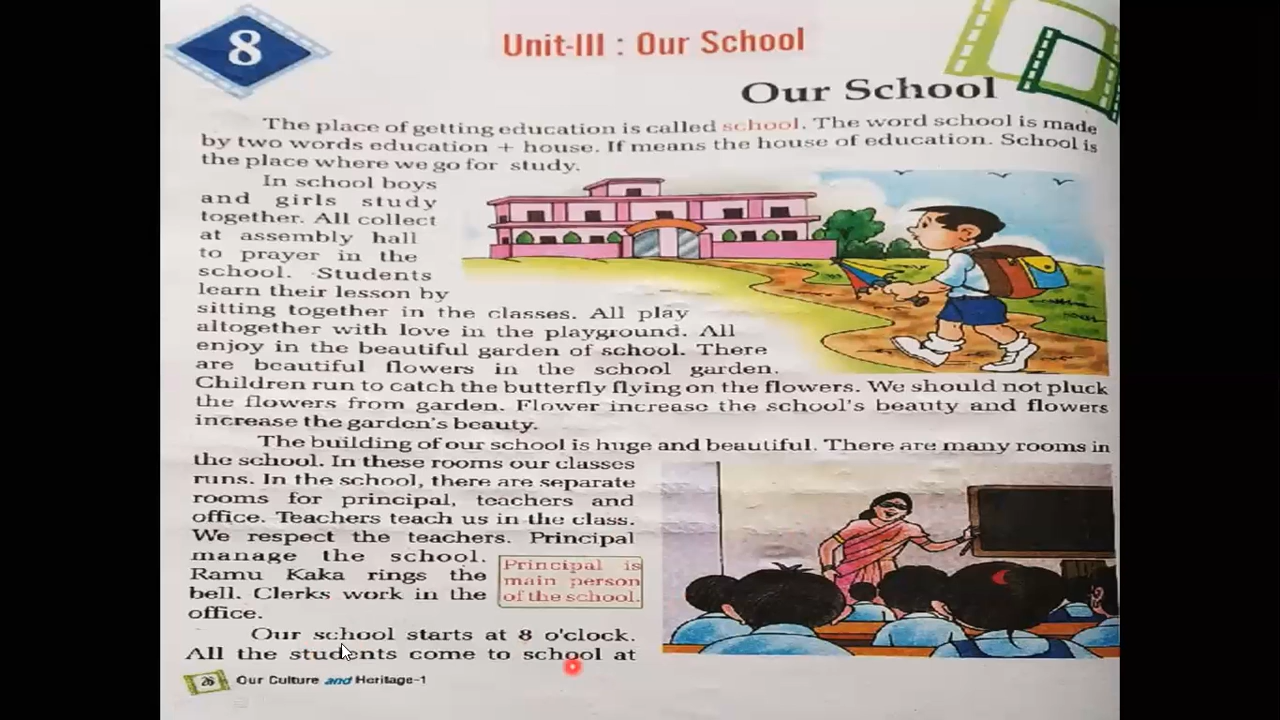 8
Unit-III : Our School
Our School
The place of getting education is called school. The word school is made
by two words education + house. If means the house of education. School is
the place where we go for study.
In school boys
and girls study
together. All collect
at assembly hall
to prayer in the
school. Students
learn their lesson by
sitting together in the classes. All play
altogether with love in the playground. All
enjoy in the beautiful garden of school. There
are beautiful flowers in the school garden.
Children run to catch the butterfly flying on the flowers. We should not pluck
the flowers from garden. Flower increase the school's beauty and flowers
increase the garden's beauty.
The building of our school is huge and beautiful. There are many rooms in
the school. In these rooms our classes
runs. In the school, there are separate
rooms for principal, teachers and
office. Teachers teach us in the class.
We respect the teachers. Principal
manage the school.
Ramu Kaka rings the
bell. Clerks work in the
office.
Principal is
main person
of the school.
Our school starts at 8 o'clock.
All the students come to school at
26 Our Culture and Heritage-1